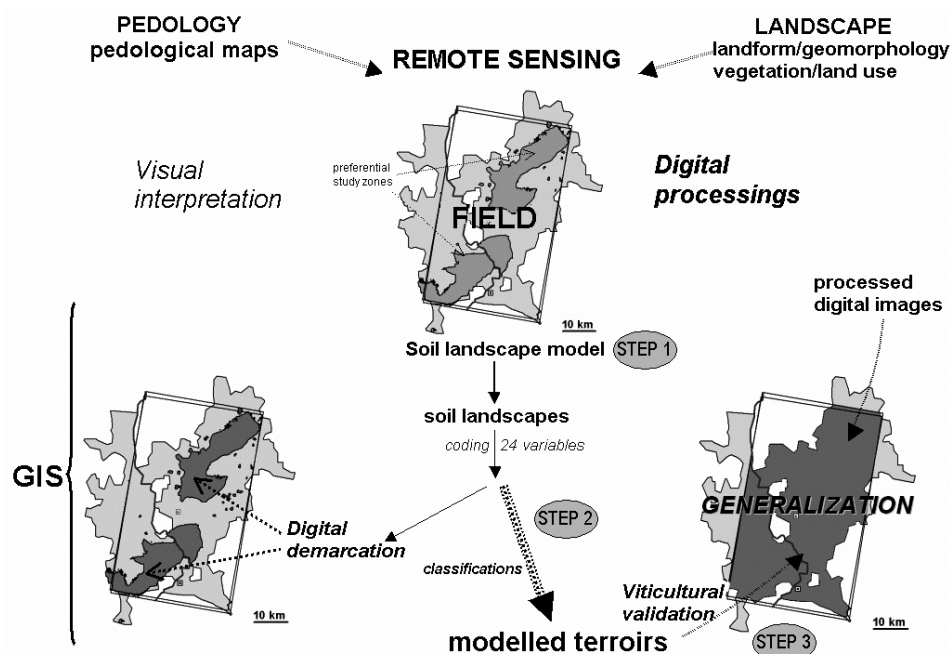 PEDOLOGY
pedological maps
REMOTE SENSING
LANDSCAPE
landform/geomorphology
vegetation/land use
Visual
interpretation
preferential
study zones
FIELD
Digital
processings
10 km
processed
digital images
Soil landscape model
STEP 1
soil landscapes
coding
24 variables
GIS
Digital
demarcation
STEP 2
classifications
GENERALIZATION
Viticultural
validation
10 km
10 km
modelled terroirs
STEP 3